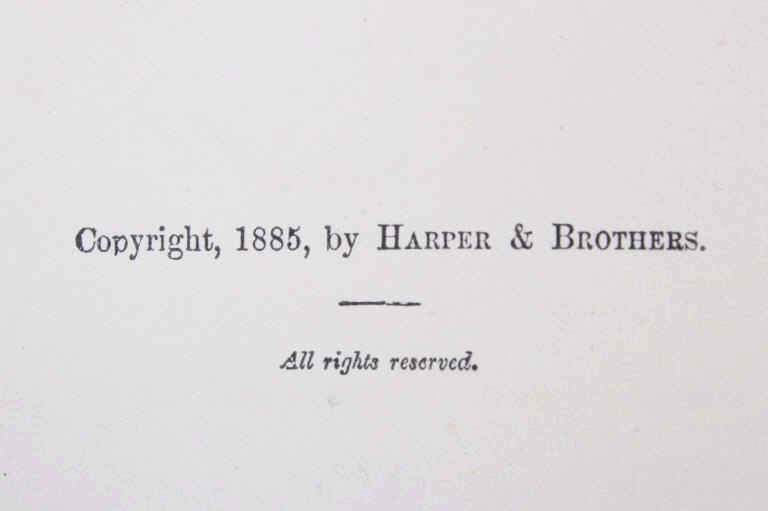 Copyright, 1885, by HARPER & BROTHERS.
All rights reserved.